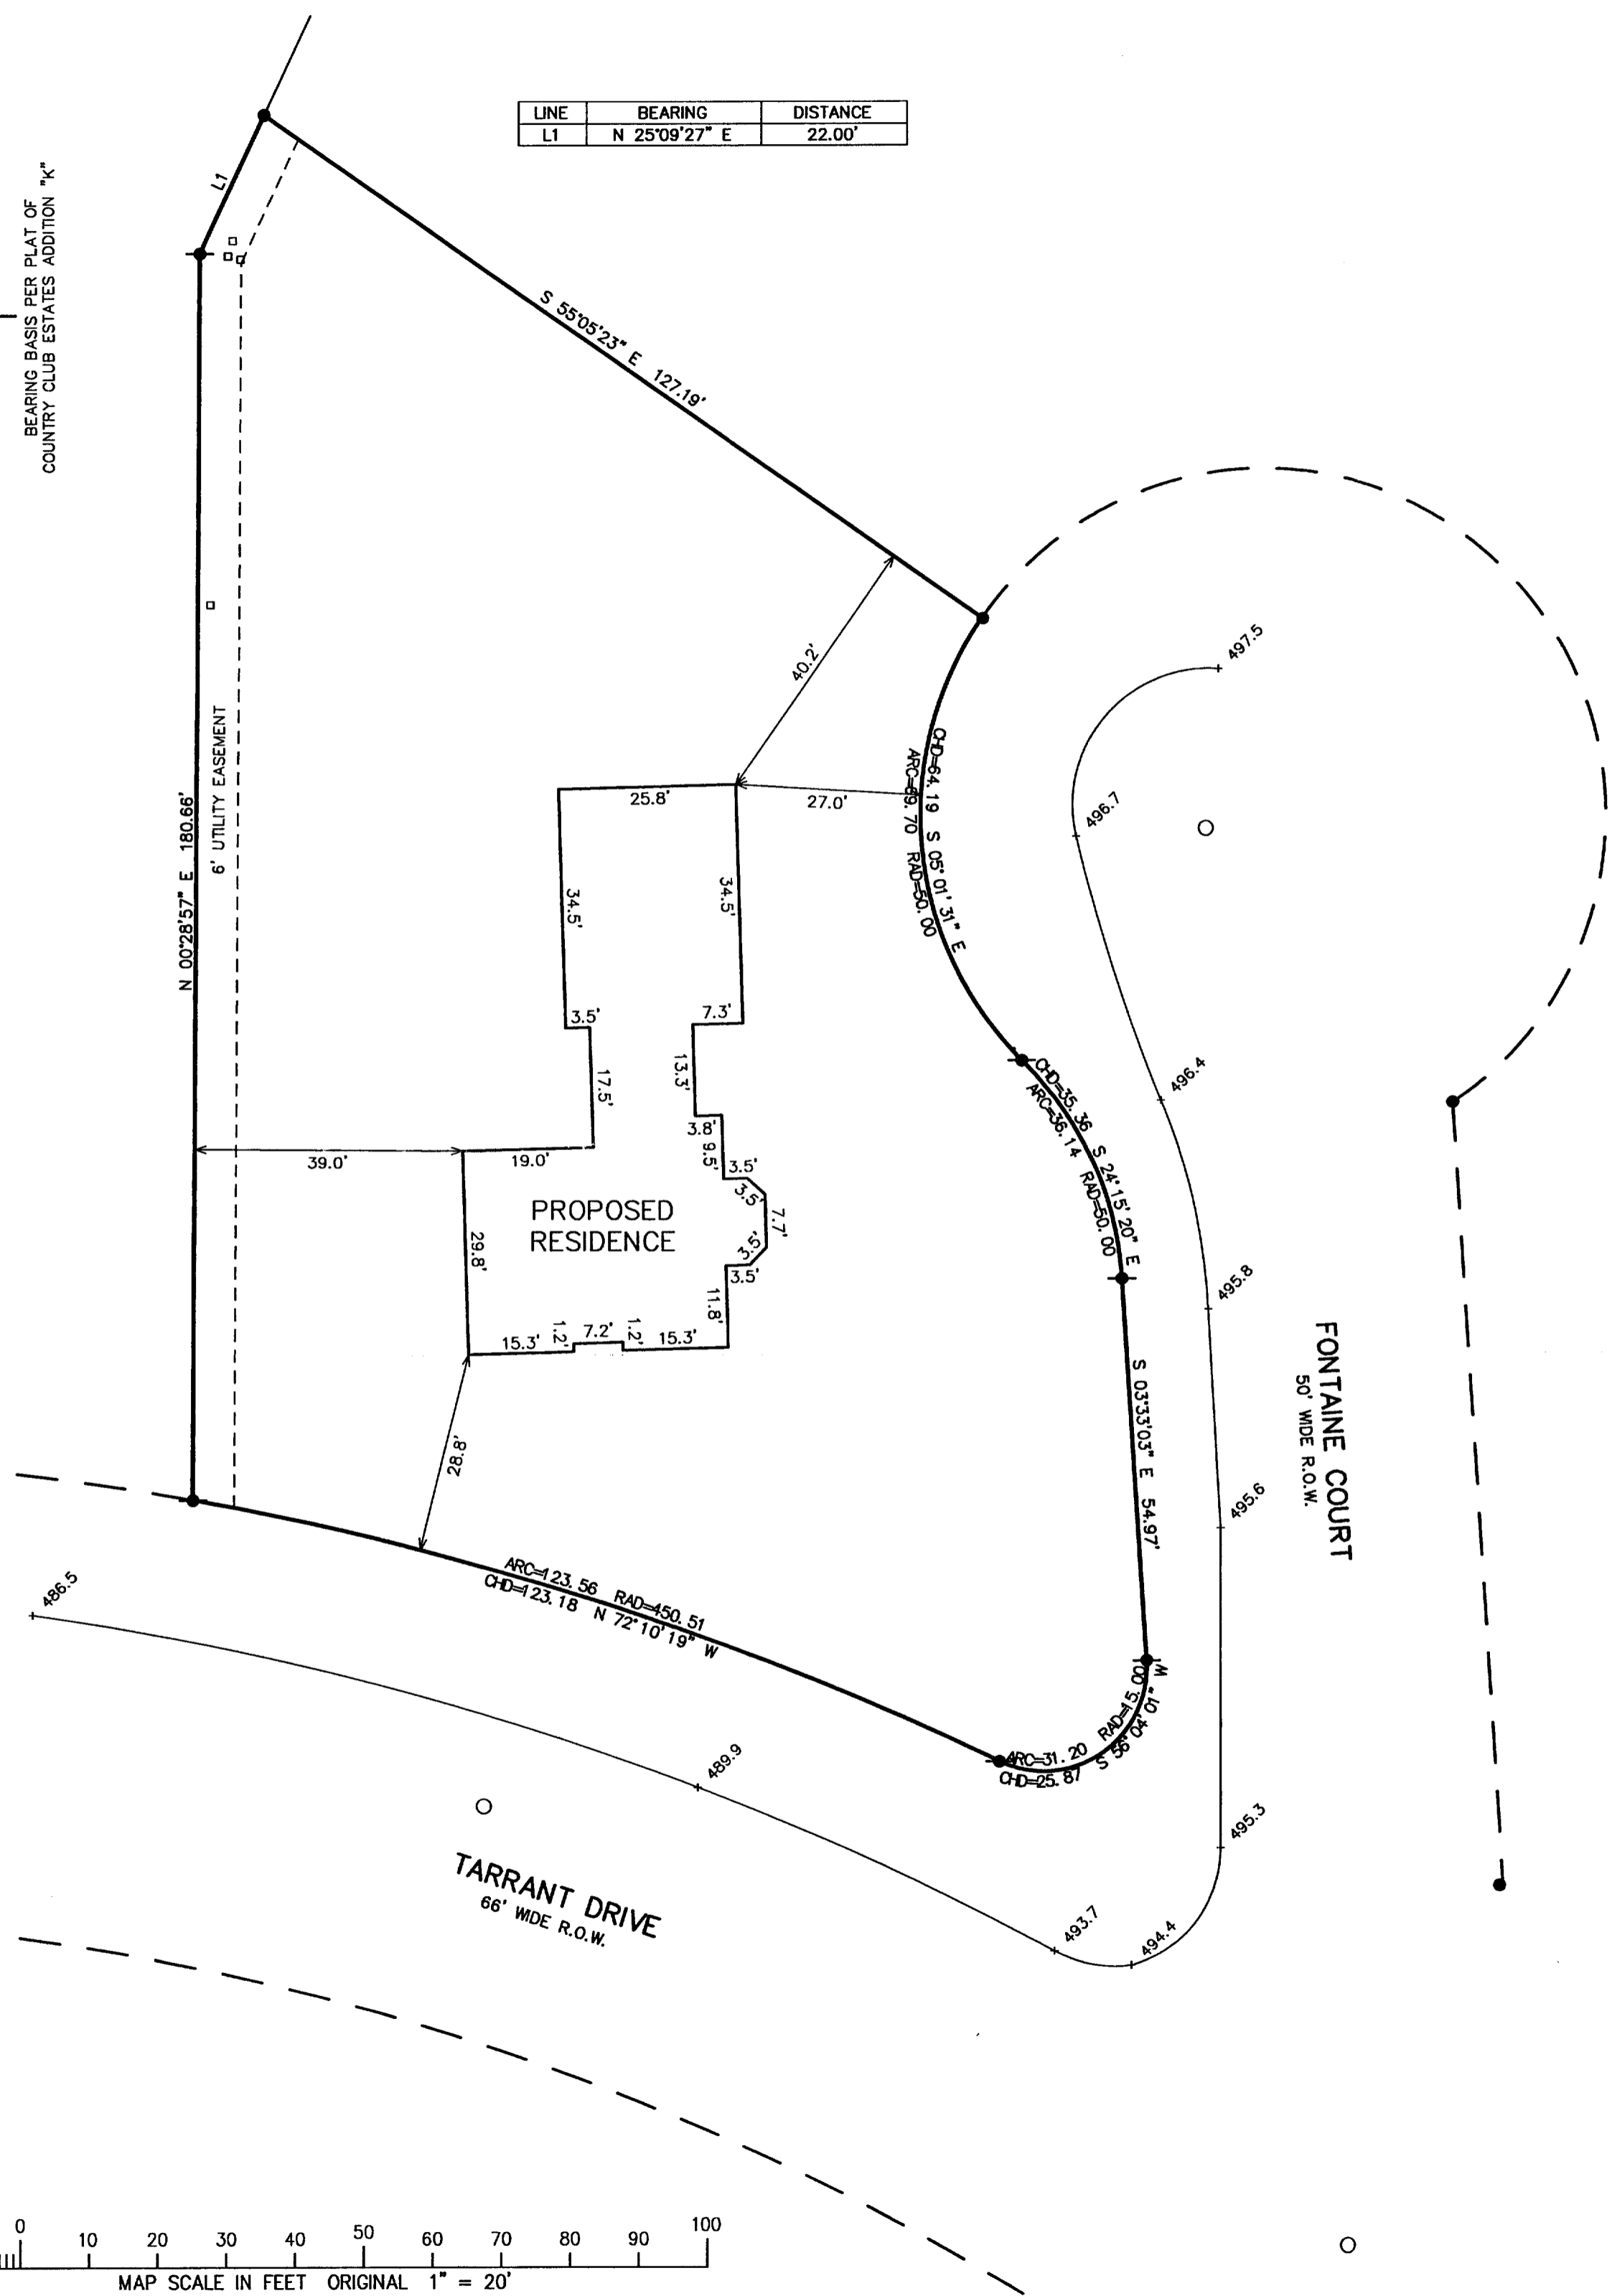 LINE BEARING DISTANCE
L1 N 25°09'27" E 22.00'
BEARING BASIS PER PLAT OF
COUNTRY CLUB ESTATES ADDITION "K"
L1
S 55°05'23" E 127.19'
497.5
40.2'
CHD=64.19 S 05°01'31" E
ARC=69.70 RAD=50.00
N 00°28'57" E 180.66'
6' UTILITY EASEMENT
25.8'
27.0'
496.7
34.5'
34.5'
3.5'
7.3'
17.5'
13.3'
3.8'
9.5'
CHD=35.36 S 24°15'20" E
ARC=36.14 RAD=50.00
496.4
39.0'
19.0'
3.5'
3.5'
7.7'
3.5'
3.5'
PROPOSED
RESIDENCE
29.8'
11.8'
15.3'
1.2'
7.2'
1.2'
15.3'
495.8
28.8'
S 03°33'03" E 54.97'
FONTAINE COURT
50' WIDE R.O.W.
495.6
ARC=123.56 RAD=450.51
CHD=123.18 N 72°10'19" W
486.5
ARC=31.20 RAD=15.00
CHD=25.87 S 56°04'01" W
489.9
495.3
TARRANT DRIVE
66' WIDE R.O.W.
493.7
494.4
0 10 20 30 40 50 60 70 80 90 100
MAP SCALE IN FEET ORIGINAL 1" = 20'